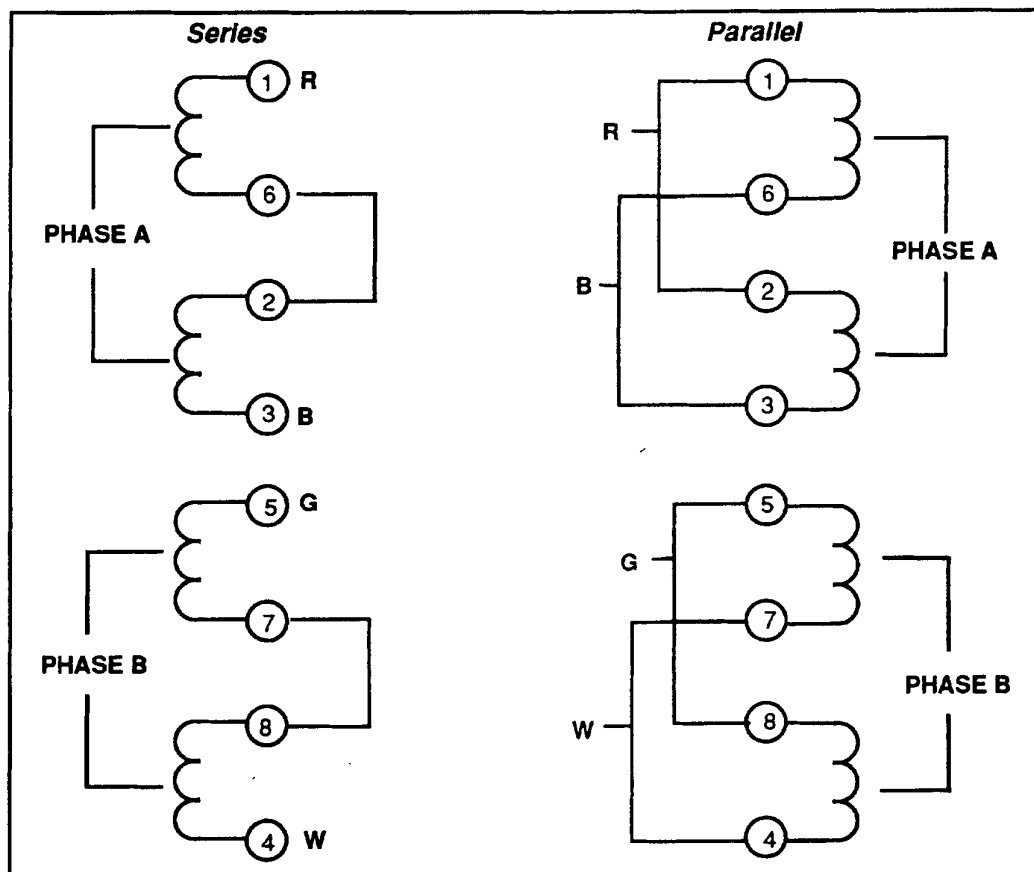 Series
1 R
6
PHASE A
2
3 B
5 G
7
PHASE B
8
4 W
Parallel
1
R
6
PHASE A
B
2
3
5
G
7
PHASE B
W
8
4